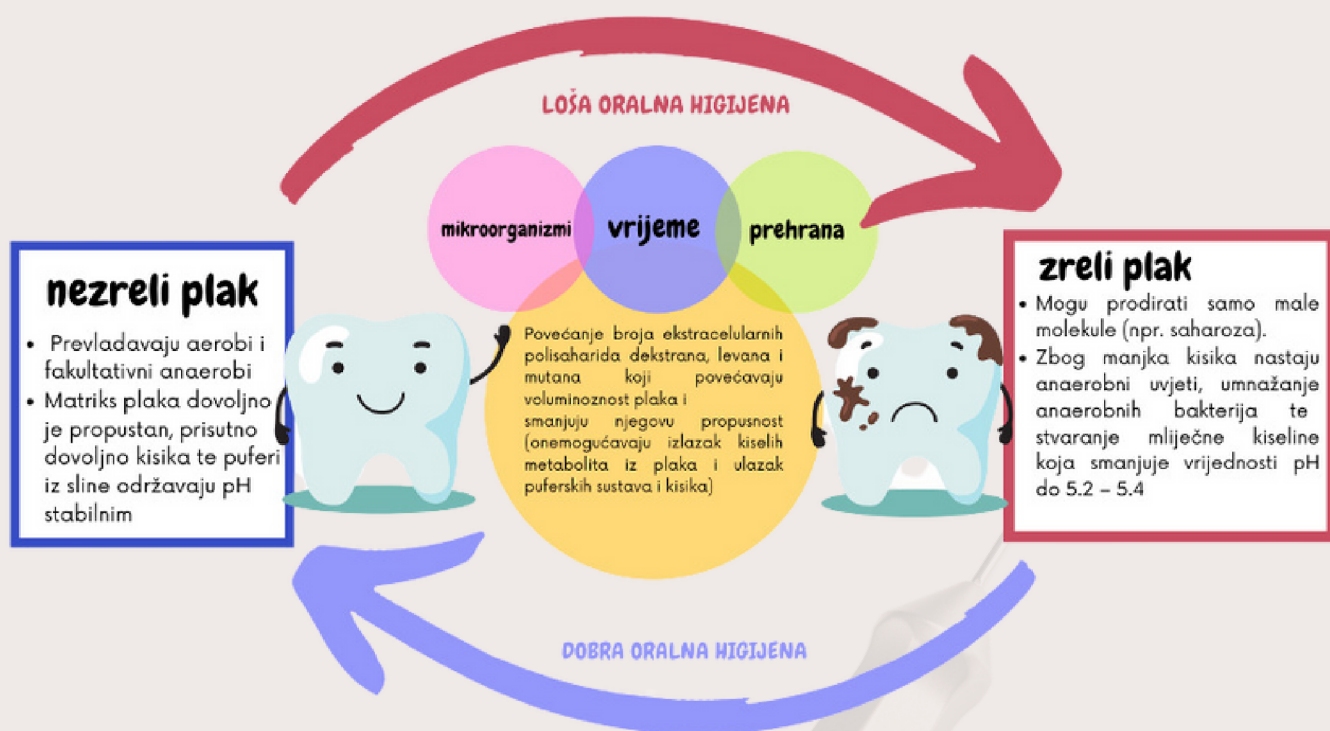 LOŠA ORALNA HIGIJENA
mikroorganizmi
vrijeme
prehrana
nezreli plak
• Prevladavaju aerobi i
fakultativni anaerobi
• Matriks plaka dovoljno
je propustan, prisutno
dovoljno kisika te puferi
iz sline održavaju pH
stabilnim
Povećanje broja ekstracelularnih
polisaharida dekstrana, levana i
mutana koji povećavaju
voluminoznost plaka i
smanjuju njegovu propusnost
(onemogućavaju izlazak kiselih
metabolita iz plaka i ulazak
puferskih sustava i kisika)
zreli plak
• Mogu prodirati samo male
molekule (npr. saharoza).
• Zbog manjka kisika nastaju
anaerobni uvjeti, umnažanje
anaerobnih bakterija te
stvaranje mliječne kiseline
koja smanjuje vrijednosti pH
do 5.2 – 5.4
DOBRA ORALNA HIGIJENA